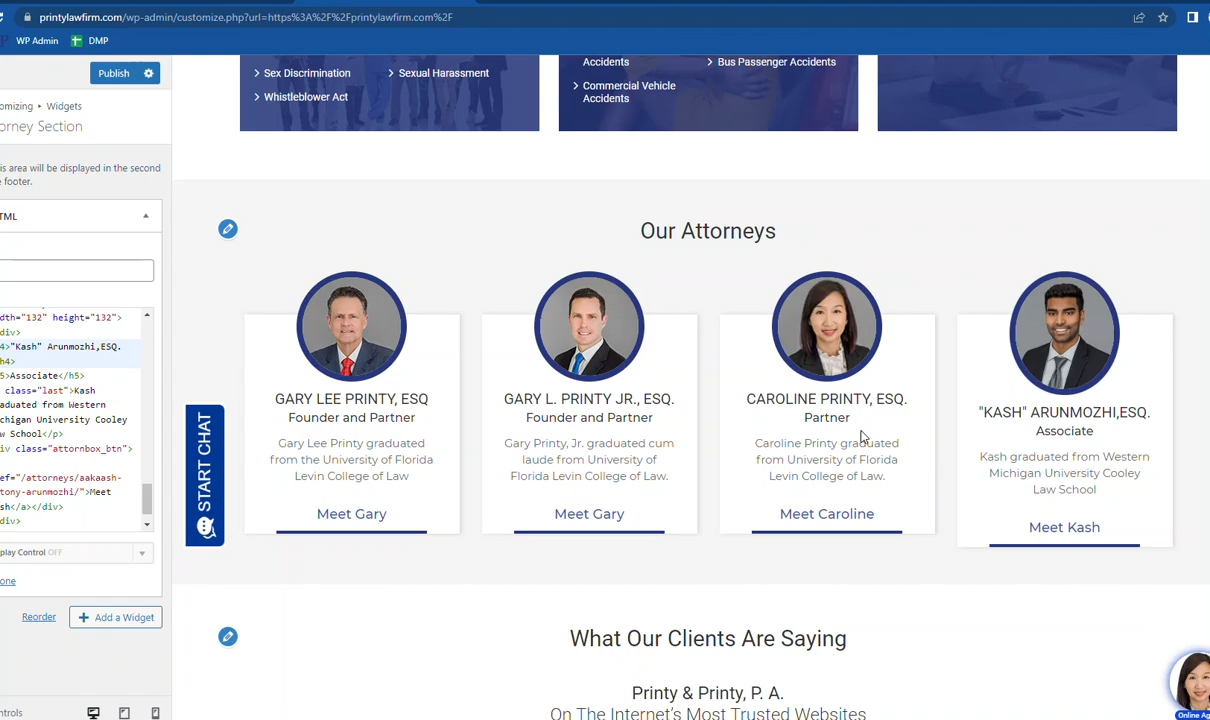 printylawfirm.com/wp-admin/customize.php?url=https%3A%2F%2Fprintylawfirm.com%2F
WP Admin DMP
Publish
omizing ▸ Widgets
orney Section
is area will be displayed in the second
e footer.
TML
dth="132" height="132">
div>
4>"Kash" Arunmozhi,ESQ.
h4>
5>Associate</h5>
class="last">Kash
aduated from Western
chigan University Cooley
w School</p>
iv class="attornbox_btn">
ef="/attorneys/aakaash-
tony-arunmozhi/">Meet
sh</a></div>
div>
play Control OFF
one
Reorder
Add a Widget
ntrols
Sex Discrimination
Sexual Harassment
Whistleblower Act
Accidents
Commercial Vehicle
Accidents
Bus Passenger Accidents
Our Attorneys
GARY LEE PRINTY, ESQ
Founder and Partner
Gary Lee Printy graduated
from the University of Florida
Levin College of Law
Meet Gary
GARY L. PRINTY JR., ESQ.
Founder and Partner
Gary Printy, Jr. graduated cum
laude from University of
Florida Levin College of Law.
Meet Gary
CAROLINE PRINTY, ESQ.
Partner
Caroline Printy graduated
from University of Florida
Levin College of Law.
Meet Caroline
"KASH" ARUNMOZHI,ESQ.
Associate
Kash graduated from Western
Michigan University Cooley
Law School
Meet Kash
START CHAT
What Our Clients Are Saying
Printy & Printy, P. A.
On The Internet's Most Trusted Websites
Online Ag